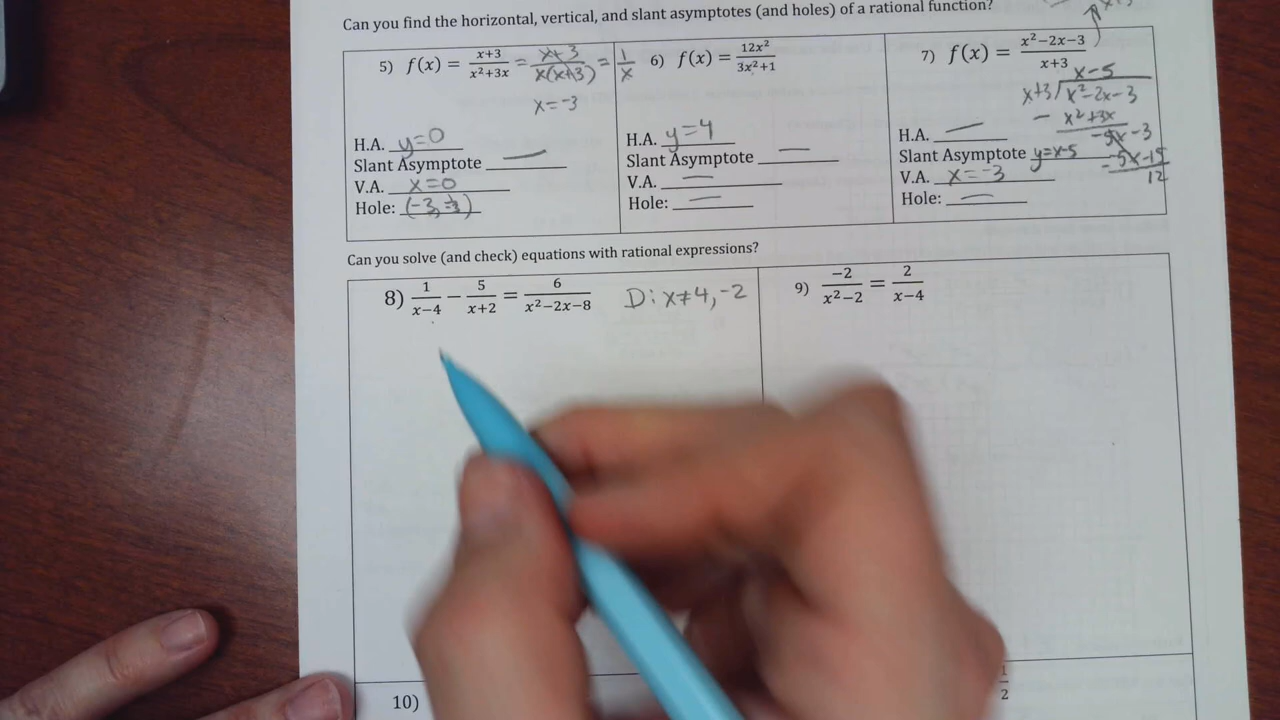 Can you find the horizontal, vertical, and slant asymptotes (and holes) of a rational function?
5) f(x) = x+3/x²+3x = x+3/x(x+3) = 1/x
x=-3
H.A. y=0
Slant Asymptote —
V.A. x=0
Hole: (-3, -1/3)
6) f(x) = 12x²/3x²+1
H.A. y=4
Slant Asymptote —
V.A. —
Hole: —
7) f(x) = x²-2x-3/x+3
x-5
x+3 x²-2x-3
- x²+3x
-5x-3
-5x-15
12
H.A. —
Slant Asymptote y=x-5
V.A. x=-3
Hole: —
Can you solve (and check) equations with rational expressions?
8) 1/x-4 − 5/x+2 = 6/x²-2x-8 D: x≠4,-2
9) -2/x²-2 = 2/x-4
10)
1/2